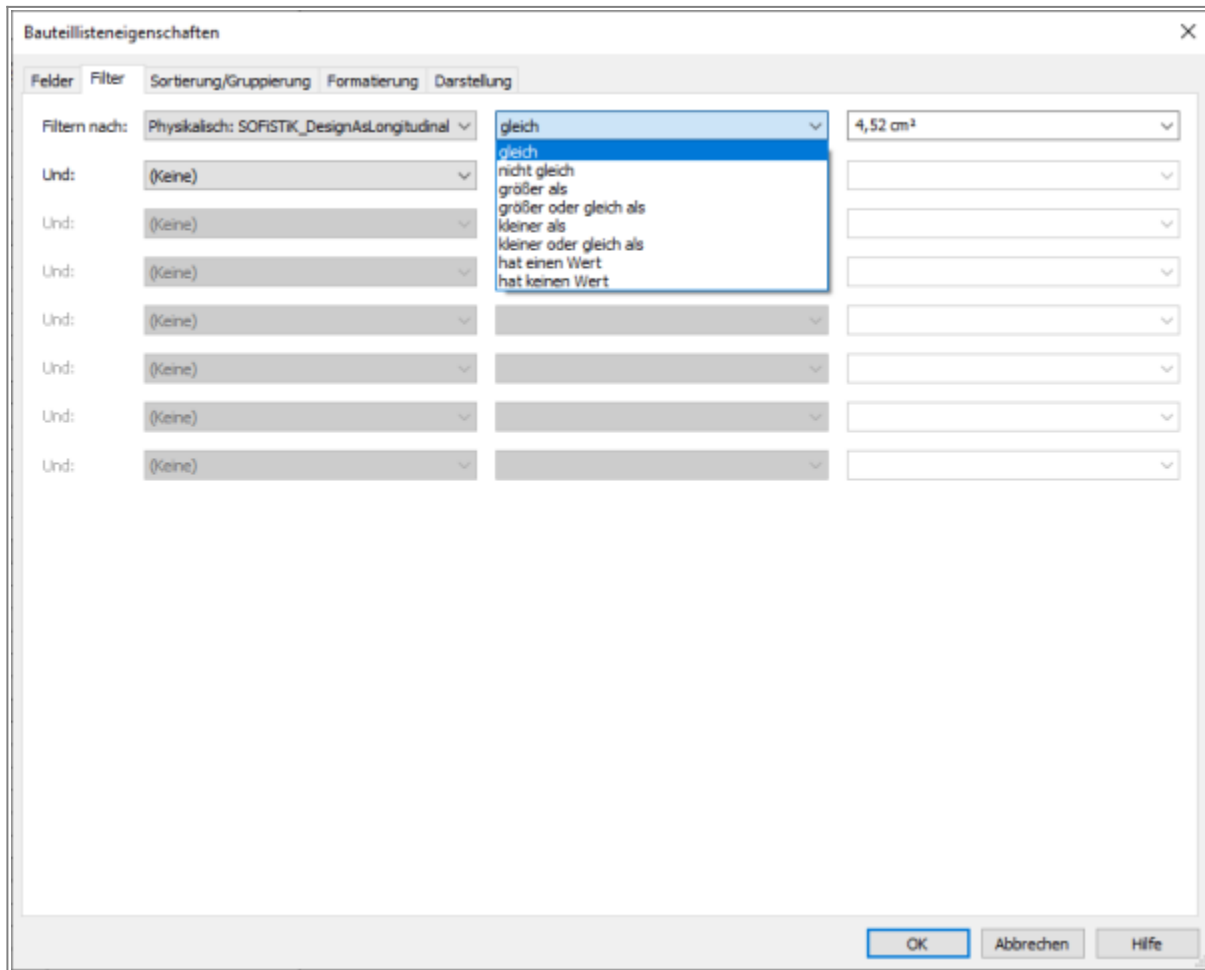 Bauteillisteneigenschaften
Felder Filter Sortierung/Gruppierung Formatierung Darstellung
Filtern nach: Physikalisch: SOFiSTiK_DesignAsLongitudinal gleich 4,52 cm²
gleich
Und: (Keine) nicht gleich
größer als
größer oder gleich als
Und: (Keine) kleiner als
kleiner oder gleich als
Und: (Keine) hat einen Wert
hat keinen Wert
Und: (Keine)
Und: (Keine)
Und: (Keine)
Und: (Keine)
OK Abbrechen Hilfe